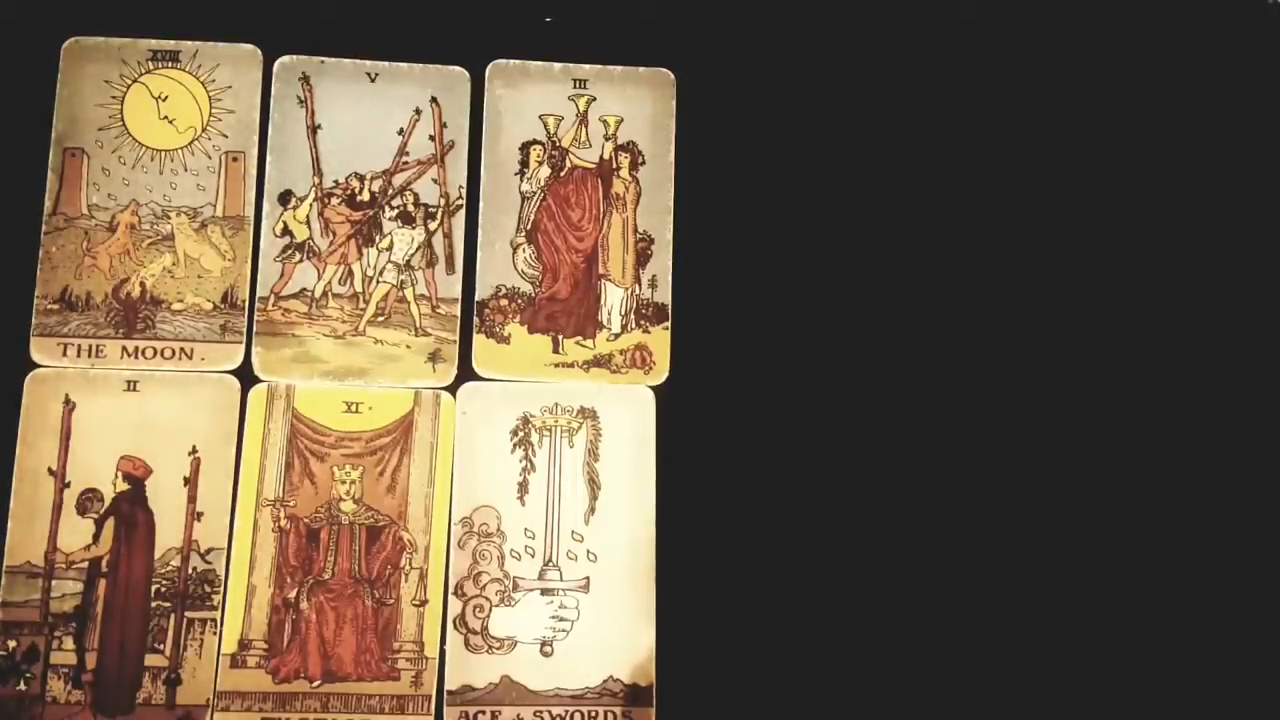 XVIII
V
III
THE MOON.
II
XI.
ACE of SWORDS.